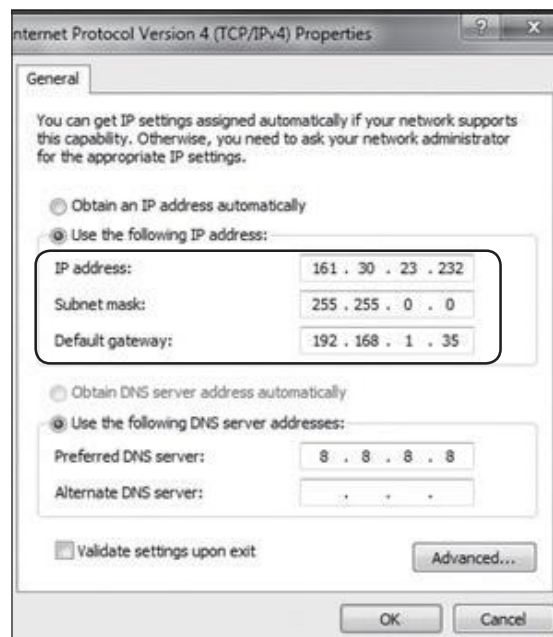 nternet Protocol Version 4 (TCP/IPv4) Properties
?
x
General
You can get IP settings assigned automatically if your network supports
this capability. Otherwise, you need to ask your network administrator
for the appropriate IP settings.
Obtain an IP address automatically
Use the following IP address:
IP address: 161 . 30 . 23 . 232
Subnet mask: 255 . 255 . 0 . 0
Default gateway: 192 . 168 . 1 . 35
Obtain DNS server address automatically
Use the following DNS server addresses:
Preferred DNS server: 8 . 8 . 8 . 8
Alternate DNS server: . . .
Validate settings upon exit
Advanced...
OK Cancel